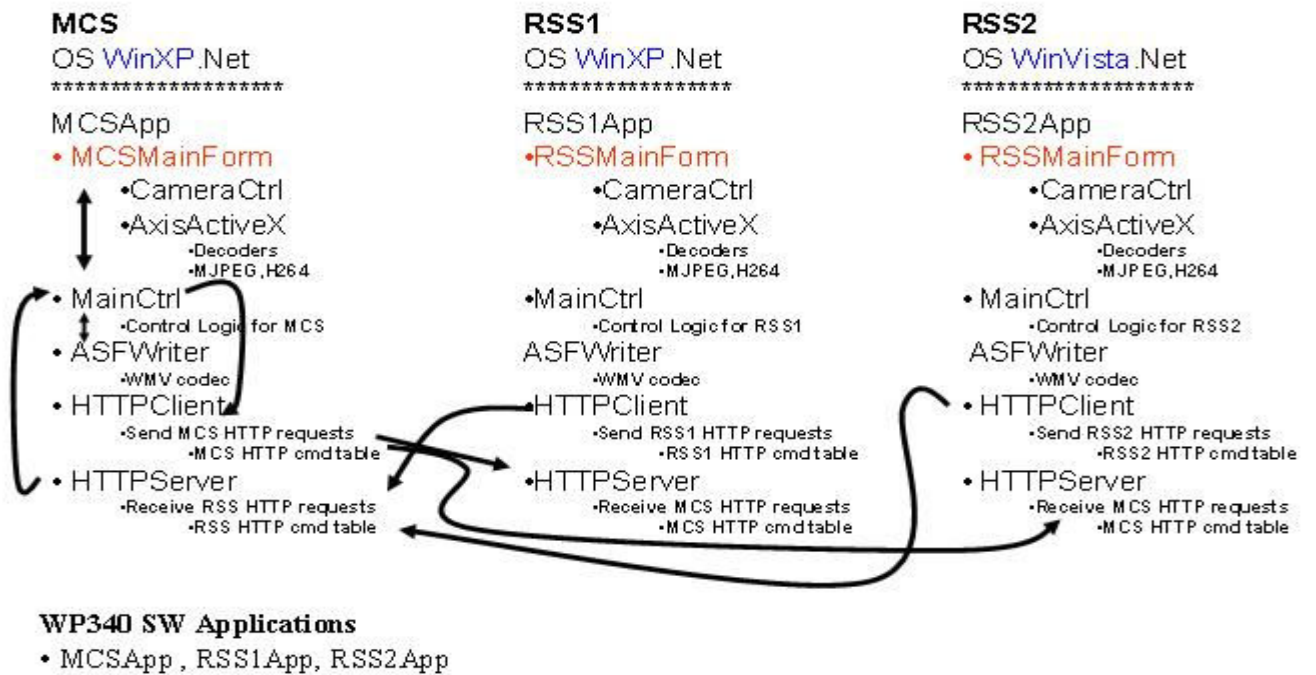 MCS
OS WinXP.Net
********************
MCSApp
• MCSMainForm
•CameraCtrl
•AxisActiveX
•Decoders
•MJPEG,H264
• MainCtrl
•Control Logic for MCS
• ASFWriter
•WMV codec
• HTTPClient
•Send MCS HTTP requests
•MCS HTTP cmd table
• HTTPServer
•Receive RSS HTTP requests
•RSS HTTP cmd table
RSS1
OS WinXP.Net
******************
RSS1App
•RSSMainForm
•CameraCtrl
•AxisActiveX
•Decoders
•MJPEG,H264
•MainCtrl
•Control Logic for RSS1
ASFWriter
•WMV codec
•HTTPClient
•Send RSS1 HTTP requests
•RSS1 HTTP cmd table
•HTTPServer
•Receive MCS HTTP requests
•MCS HTTP cmd table
RSS2
OS WinVista.Net
********************
RSS2App
• RSSMainForm
•CameraCtrl
•AxisActiveX
•Decoders
•MJPEG,H264
• MainCtrl
•Control Logic for RSS2
ASFWriter
•WMV codec
• HTTPClient
•Send RSS2 HTTP requests
•RSS2 HTTP cmd table
• HTTPServer
•Receive MCS HTTP requests
•MCS HTTP cmd table
WP340 SW Applications
• MCSApp , RSS1App, RSS2App